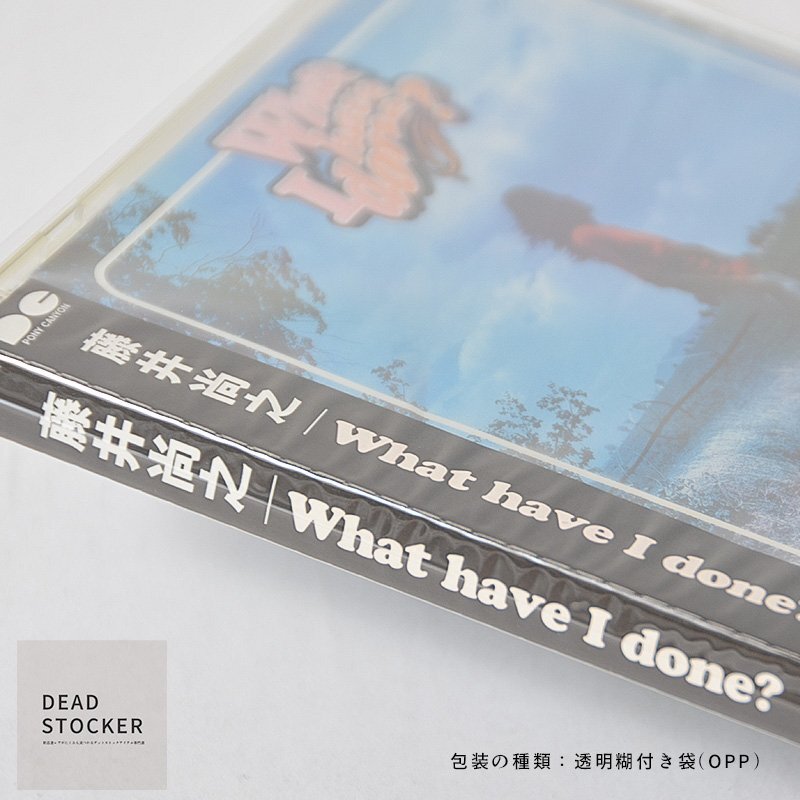 PONY CANYON
藤井尚之 | What have I done?
藤井尚之 | What have I done?
DEAD
STOCKER
包装の種類：透明糊付き袋(OPP)